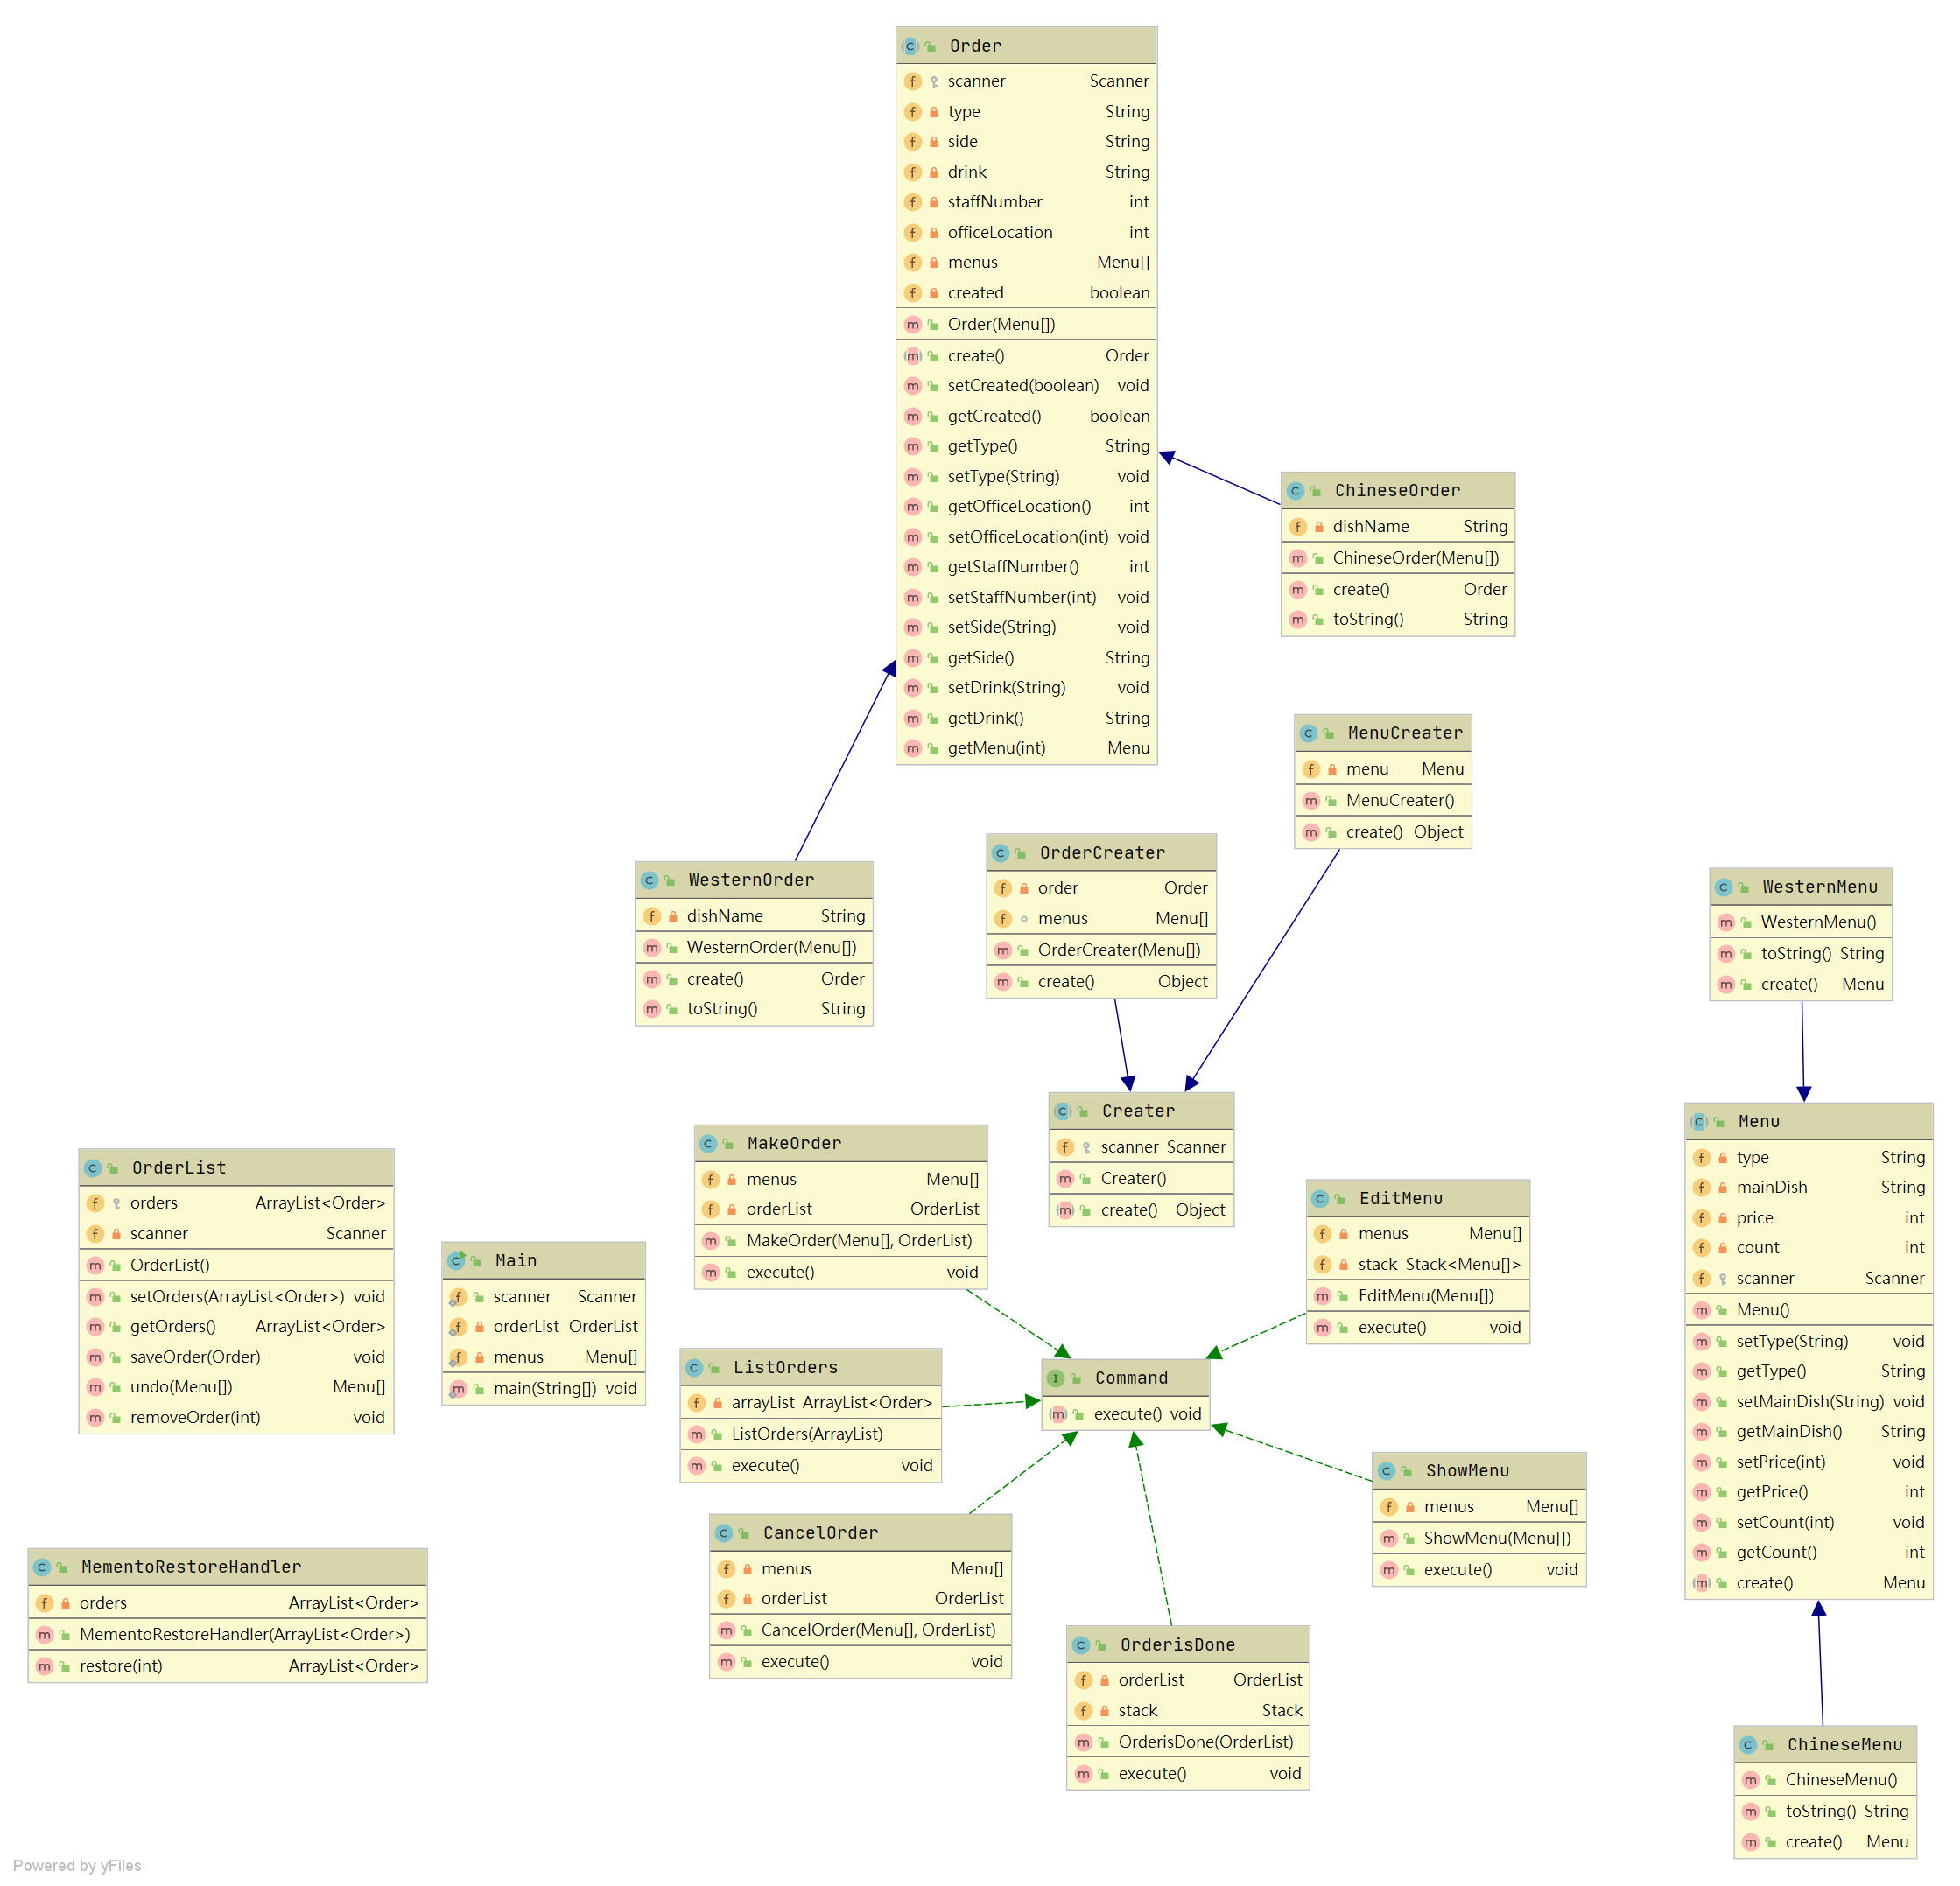 Order
scanner Scanner
type String
side String
drink String
staffNumber int
officeLocation int
menus Menu[]
created boolean
Order(Menu[])
create() Order
setCreated(boolean) void
getCreated() boolean
getType() String
setType(String) void
getOfficeLocation() int
setOfficeLocation(int) void
getStaffNumber() int
setStaffNumber(int) void
setSide(String) void
getSide() String
setDrink(String) void
getDrink() String
getMenu(int) Menu
ChineseOrder
dishName String
ChineseOrder(Menu[])
create() Order
toString() String
MenuCreater
menu Menu
MenuCreater()
create() Object
OrderCreater
order Order
menus Menu[]
OrderCreater(Menu[])
create() Object
WesternOrder
dishName String
WesternOrder(Menu[])
create() Order
toString() String
WesternMenu
WesternMenu()
toString() String
create() Menu
Creater
scanner Scanner
Creater()
create() Object
Menu
type String
mainDish String
price int
count int
scanner Scanner
Menu()
setType(String) void
getType() String
setMainDish(String) void
getMainDish() String
setPrice(int) void
getPrice() int
setCount(int) void
getCount() int
create() Menu
MakeOrder
menus Menu[]
orderList OrderList
MakeOrder(Menu[], OrderList)
execute() void
OrderList
orders ArrayList<Order>
scanner Scanner
OrderList()
setOrders(ArrayList<Order>) void
getOrders() ArrayList<Order>
saveOrder(Order) void
undo(Menu[]) Menu[]
removeOrder(int) void
EditMenu
menus Menu[]
stack Stack<Menu[]>
EditMenu(Menu[])
execute() void
Main
scanner Scanner
orderList OrderList
menus Menu[]
main(String[]) void
ListOrders
arrayList ArrayList<Order>
ListOrders(ArrayList)
execute() void
Command
execute() void
ShowMenu
menus Menu[]
ShowMenu(Menu[])
execute() void
CancelOrder
menus Menu[]
orderList OrderList
CancelOrder(Menu[], OrderList)
execute() void
MementoRestoreHandler
orders ArrayList<Order>
MementoRestoreHandler(ArrayList<Order>)
restore(int) ArrayList<Order>
OrderisDone
orderList OrderList
stack Stack
OrderisDone(OrderList)
execute() void
ChineseMenu
ChineseMenu()
toString() String
create() Menu
Powered by yFiles